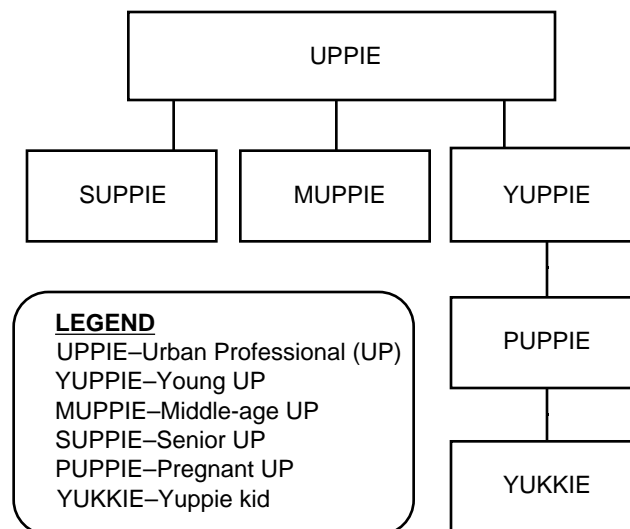 UPPIE
SUPPIE
MUPPIE
YUPPIE
PUPPIE
YUKKIE
LEGEND
UPPIE–Urban Professional (UP)
YUPPIE–Young UP
MUPPIE–Middle-age UP
SUPPIE–Senior UP
PUPPIE–Pregnant UP
YUKKIE–Yuppie kid